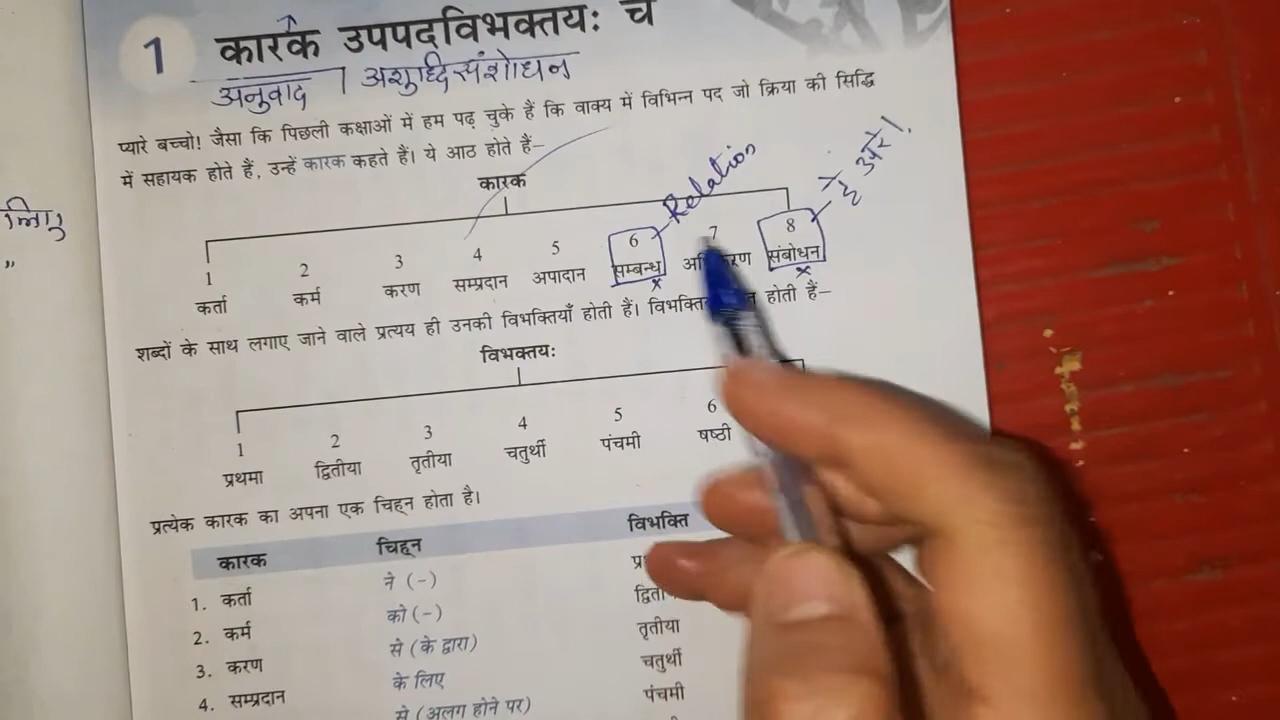 1 कारक उपपदविभक्तयः च
अनुवाद । अशुद्धिसंशोधन
प्यारे बच्चो! जैसा कि पिछली कक्षाओं में हम पढ़ चुके हैं कि वाक्य में विभिन्न पद जो क्रिया की सिद्धि
में सहायक होते हैं, उन्हें कारक कहते हैं। ये आठ होते हैं–
Relation
हे अरे!
कारक
1 2 3 4 5 6 7 8
कर्ता कर्म करण सम्प्रदान अपादान सम्बन्ध संबोधन
लिए
"
शब्दों के साथ लगाए जाने वाले प्रत्यय ही उनकी विभक्तियाँ होती हैं। होती हैं–
विभक्तयः
1 2 3 4 5 6
प्रथमा द्वितीया तृतीया चतुर्थी पंचमी षष्ठी
प्रत्येक कारक का अपना एक चिह्न होता है।
कारक चिह्न विभक्ति
1. कर्ता ने (-)
2. कर्म को (-)
3. करण से (के द्वारा) तृतीया
4. सम्प्रदान के लिए चतुर्थी
से (अलग होने पर) पंचमी